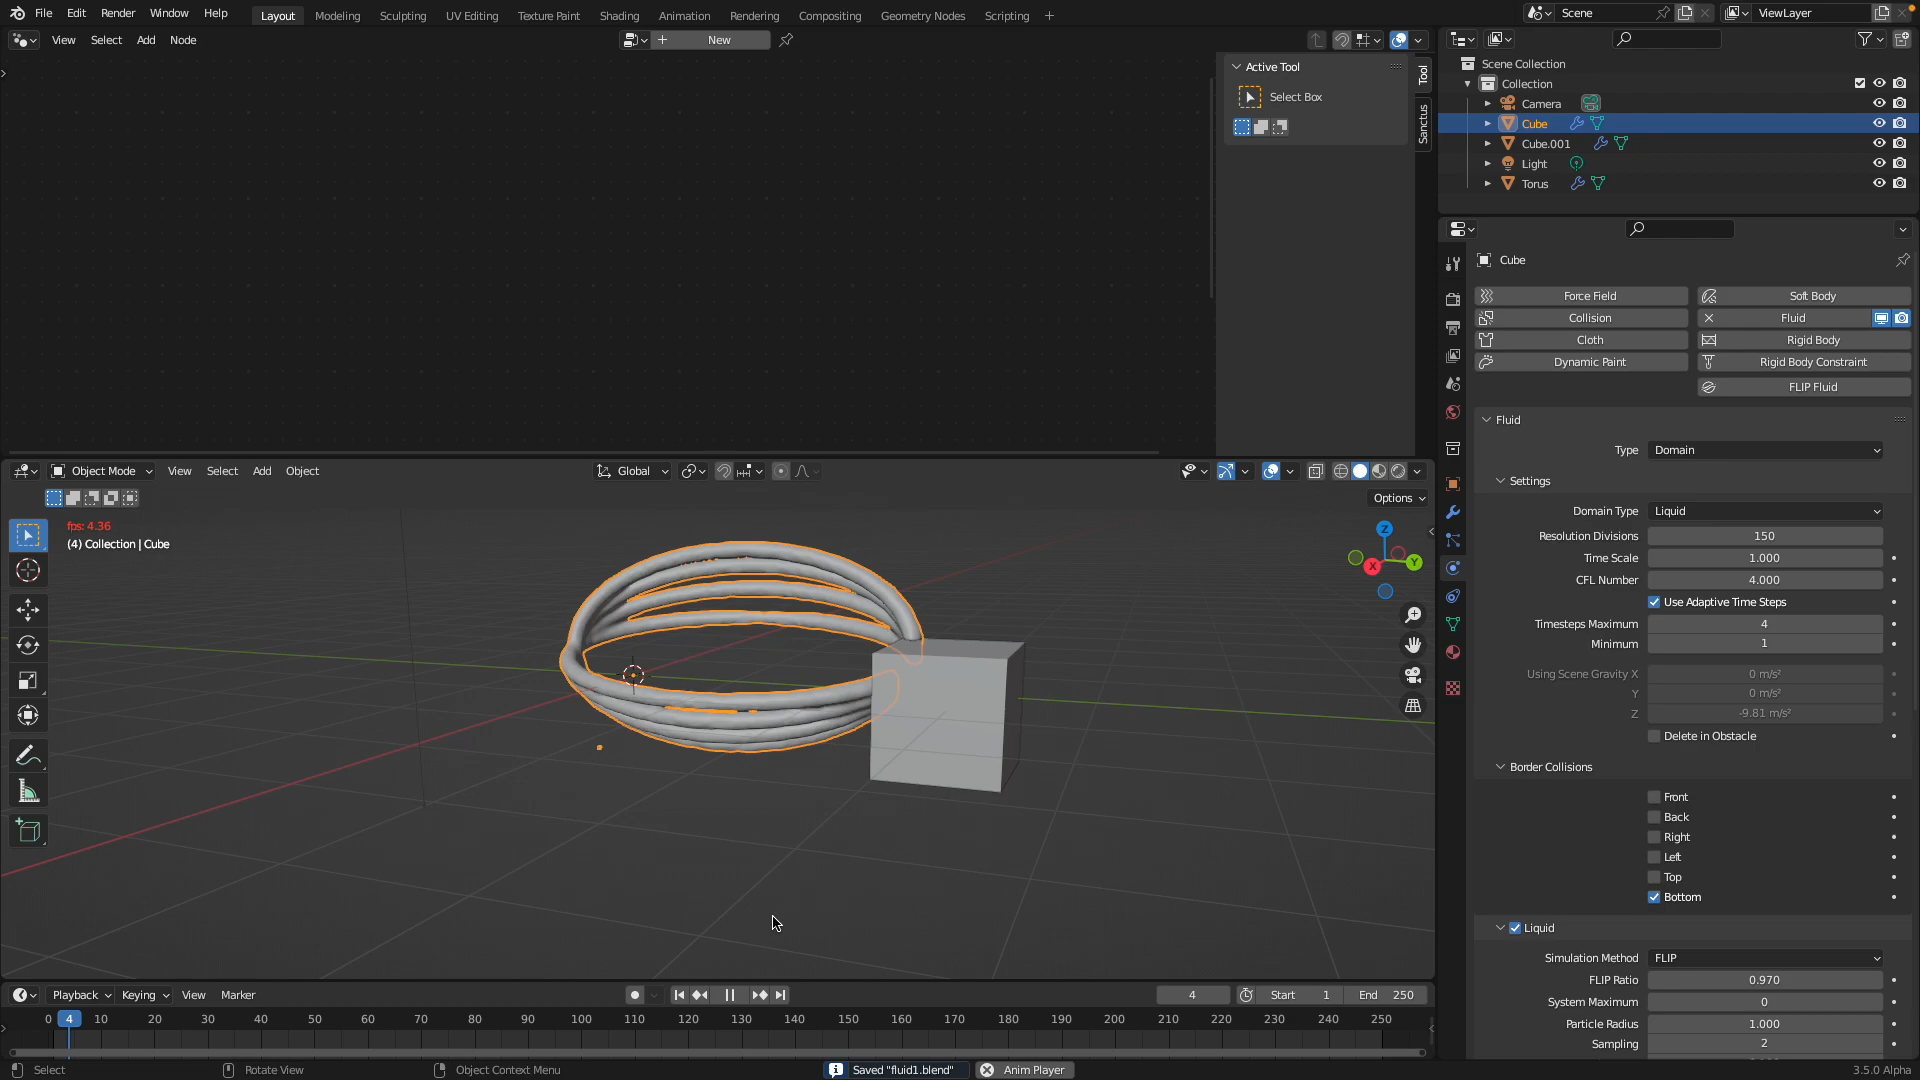 File Edit Render Window Help Layout Modeling Sculpting UV Editing Texture Paint Shading Animation Rendering Compositing Geometry Nodes Scripting + Scene ViewLayer
View Select Add Node New
Active Tool
Select Box
Tool
Sanctus
Scene Collection
Collection
Camera
Cube
Cube.001
Light
Torus
Cube
Force Field Soft Body
Collision Fluid
Cloth Rigid Body
Dynamic Paint Rigid Body Constraint
FLIP Fluid
Fluid
Type Domain
Settings
Domain Type Liquid
Resolution Divisions 150
Time Scale 1.000
CFL Number 4.000
Use Adaptive Time Steps
Timesteps Maximum 4
Minimum 1
Using Scene Gravity X 0 m/s²
Y 0 m/s²
Z -9.81 m/s²
Delete in Obstacle
Border Collisions
Front
Back
Right
Left
Top
Bottom
Liquid
Simulation Method FLIP
FLIP Ratio 0.970
System Maximum 0
Particle Radius 1.000
Sampling 2
Object Mode View Select Add Object Global
Options
fps: 4.36
(4) Collection | Cube
Z
X Y
Playback Keying View Marker 4 Start 1 End 250
0 4 10 20 30 40 50 60 70 80 90 100 110 120 130 140 150 160 170 180 190 200 210 220 230 240 250
Select Rotate View Object Context Menu Saved "fluid1.blend" Anim Player 3.5.0 Alpha